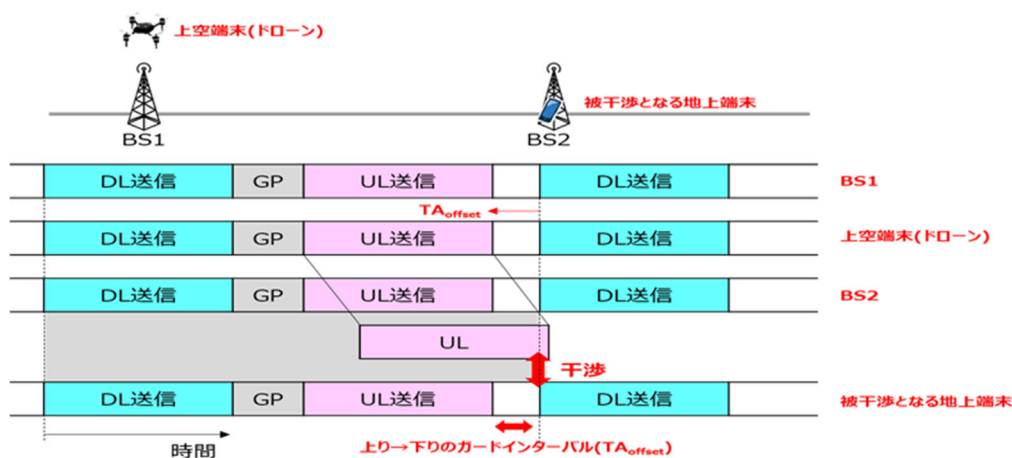 上空端末(ドローン)
被干渉となる地上端末
BS1
BS2
DL送信 GP UL送信 DL送信 BS1
TAoffset
DL送信 GP UL送信 DL送信 上空端末(ドローン)
DL送信 GP UL送信 DL送信 BS2
UL
干渉
DL送信 GP UL送信 DL送信 被干渉となる地上端末
時間
上り→下りのガードインターバル(TAoffset)